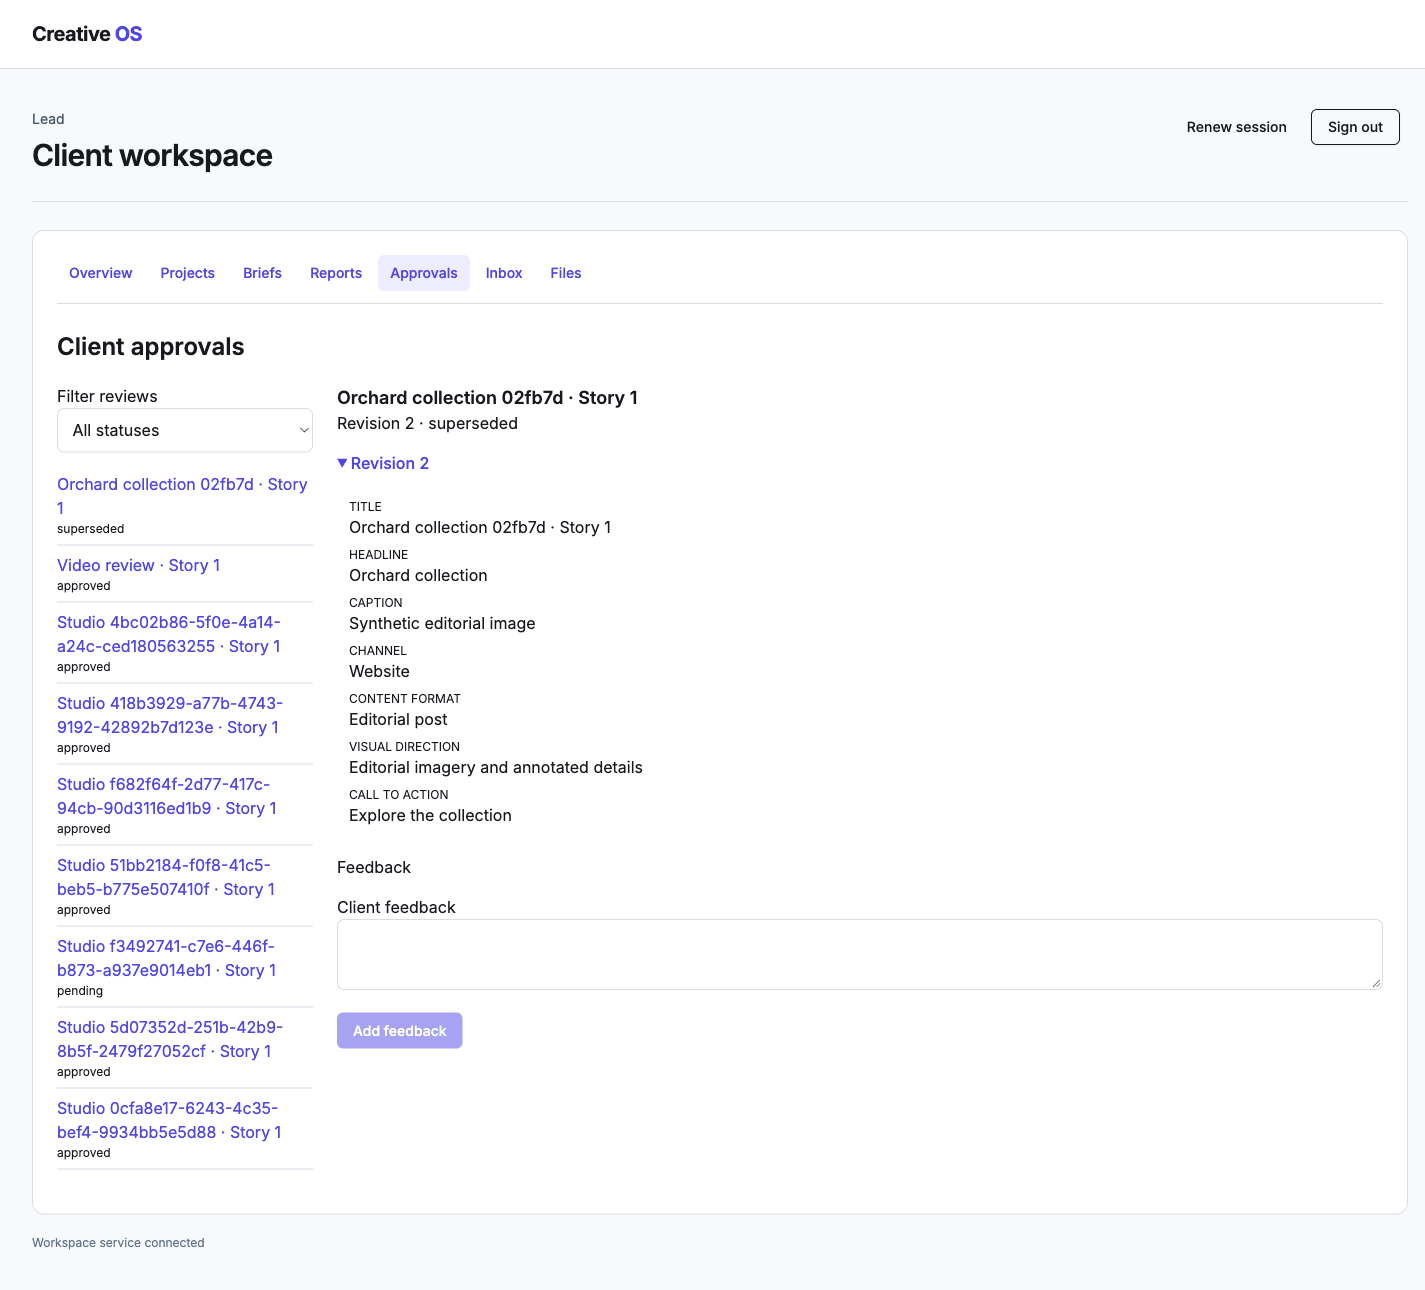 Creative OS
Lead
Client workspace
Renew session
Sign out
Overview
Projects
Briefs
Reports
Approvals
Inbox
Files
Client approvals
Filter reviews
All statuses
Orchard collection 02fb7d · Story
1
superseded
Video review · Story 1
approved
Studio 4bc02b86-5f0e-4a14-
a24c-ced180563255 · Story 1
approved
Studio 418b3929-a77b-4743-
9192-42892b7d123e · Story 1
approved
Studio f682f64f-2d77-417c-
94cb-90d3116ed1b9 · Story 1
approved
Studio 51bb2184-f0f8-41c5-
beb5-b775e507410f · Story 1
approved
Studio f3492741-c7e6-446f-
b873-a937e9014eb1 · Story 1
pending
Studio 5d07352d-251b-42b9-
8b5f-2479f27052cf · Story 1
approved
Studio 0cfa8e17-6243-4c35-
bef4-9934bb5e5d88 · Story 1
approved
Orchard collection 02fb7d · Story 1
Revision 2 · superseded
Revision 2
TITLE
Orchard collection 02fb7d · Story 1
HEADLINE
Orchard collection
CAPTION
Synthetic editorial image
CHANNEL
Website
CONTENT FORMAT
Editorial post
VISUAL DIRECTION
Editorial imagery and annotated details
CALL TO ACTION
Explore the collection
Feedback
Client feedback
Add feedback
Workspace service connected